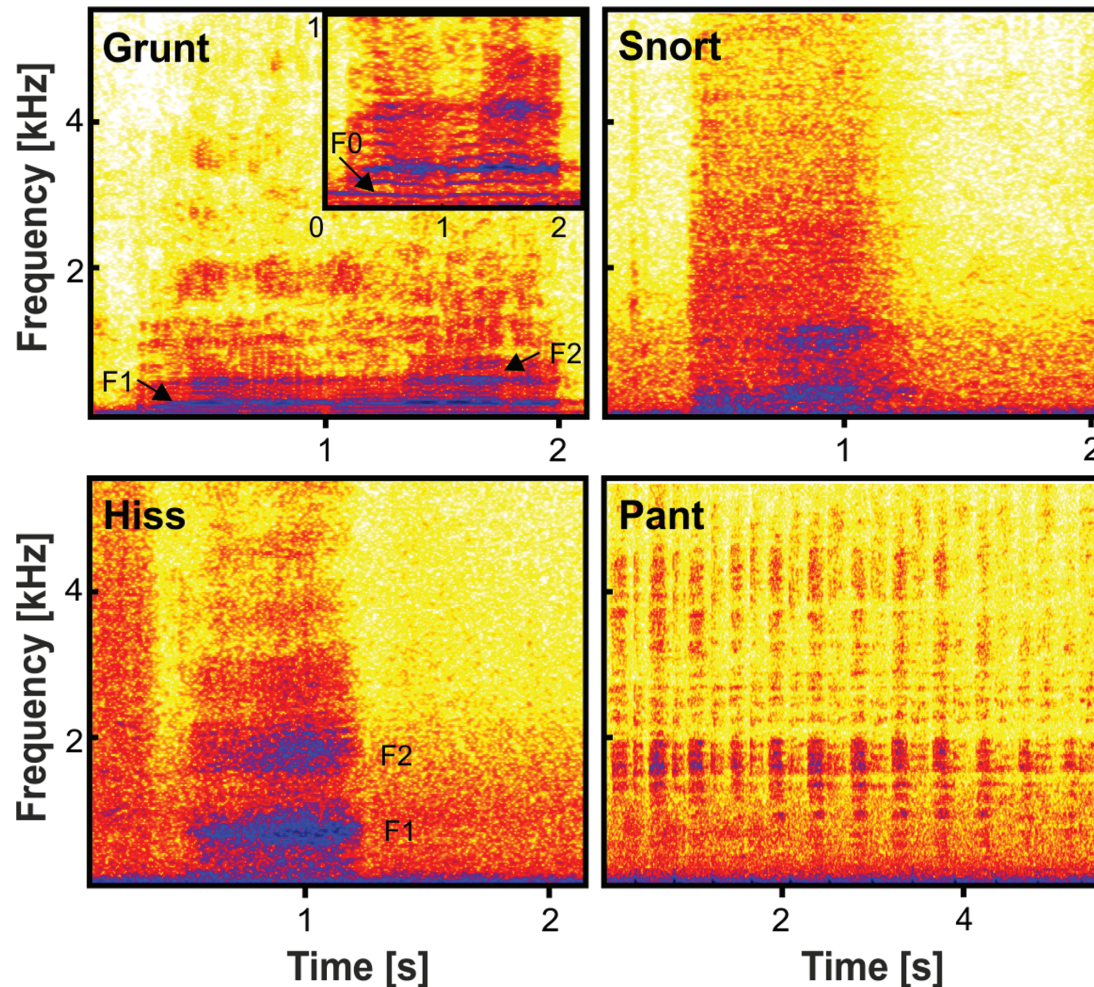 Grunt
1
F0
0 1 2
F1
F2
Frequency [kHz]
4
2
1 2
Snort
1 2
Hiss
F2
F1
Frequency [kHz]
4
2
1 2
Time [s]
Pant
2 4
Time [s]